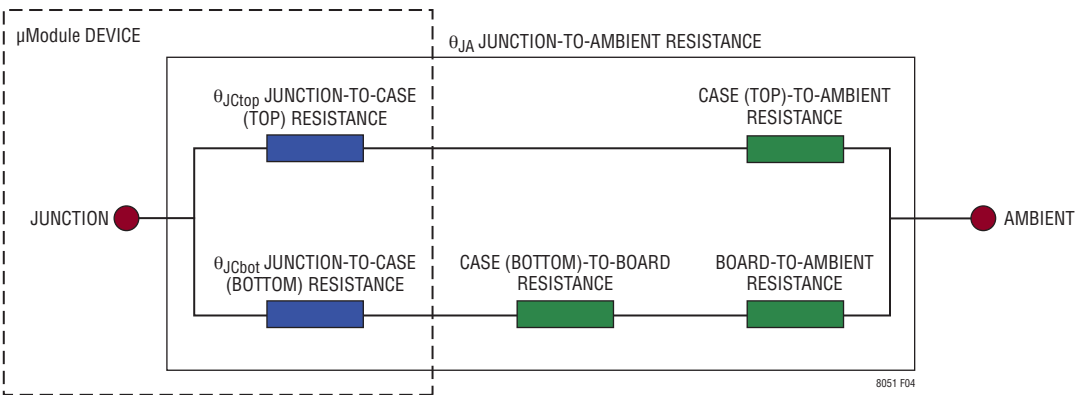 µModule DEVICE
θJA JUNCTION-TO-AMBIENT RESISTANCE
θJCtop JUNCTION-TO-CASE
(TOP) RESISTANCE
CASE (TOP)-TO-AMBIENT
RESISTANCE
JUNCTION
AMBIENT
θJCbot JUNCTION-TO-CASE
(BOTTOM) RESISTANCE
CASE (BOTTOM)-TO-BOARD
RESISTANCE
BOARD-TO-AMBIENT
RESISTANCE
8051 F04